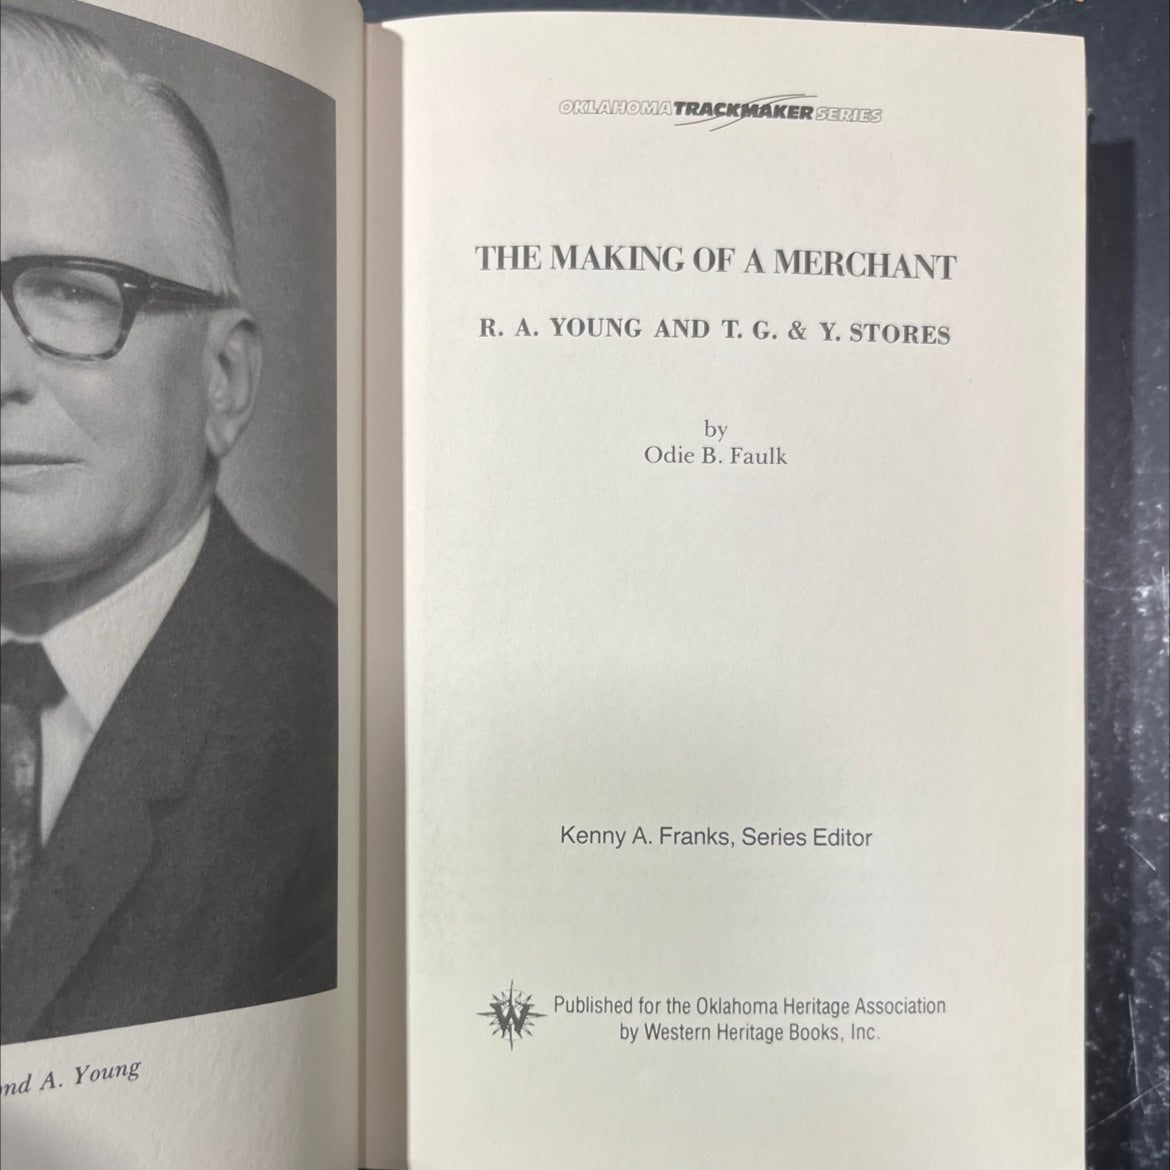 OKLAHOMA TRACKMAKER SERIES
THE MAKING OF A MERCHANT
R. A. YOUNG AND T. G. & Y. STORES
by
Odie B. Faulk
Kenny A. Franks, Series Editor
W
Published for the Oklahoma Heritage Association
by Western Heritage Books, Inc.
A. Young